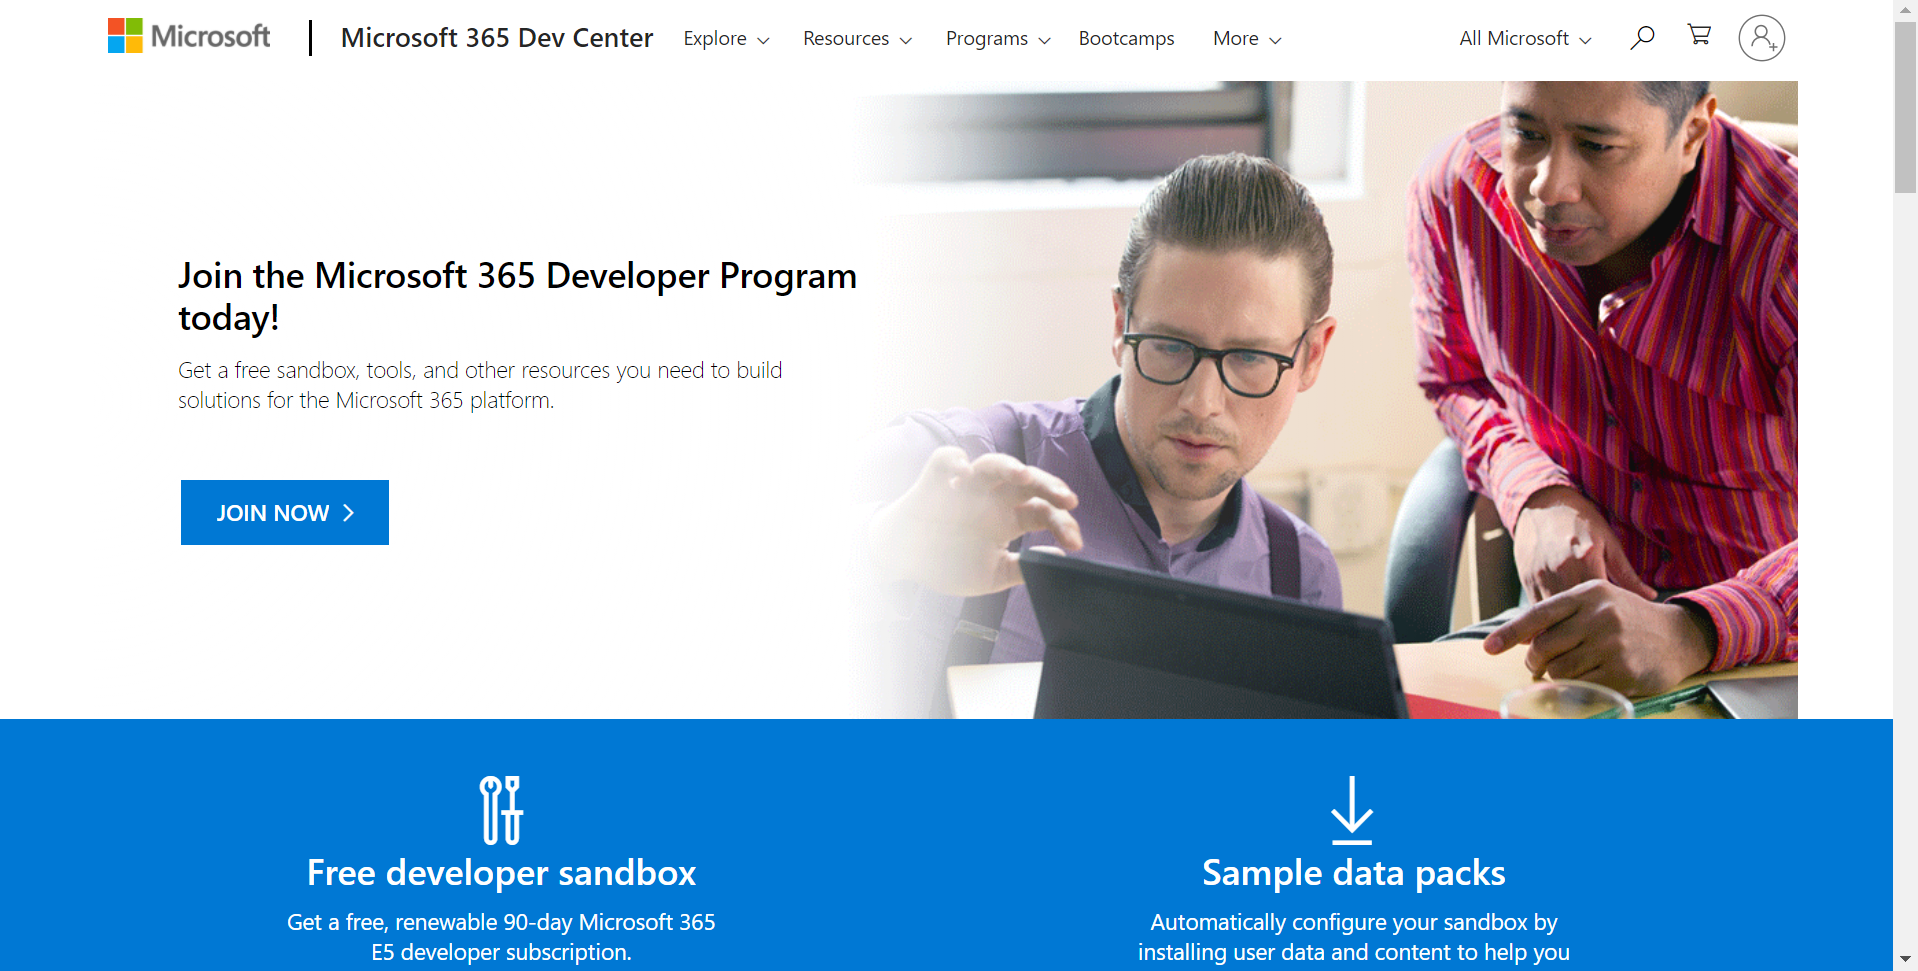 Microsoft
Microsoft 365 Dev Center
Explore
Resources
Programs
Bootcamps
More
All Microsoft
Join the Microsoft 365 Developer Program
today!
Get a free sandbox, tools, and other resources you need to build
solutions for the Microsoft 365 platform.
JOIN NOW
Free developer sandbox
Get a free, renewable 90-day Microsoft 365
E5 developer subscription.
Sample data packs
Automatically configure your sandbox by
installing user data and content to help you